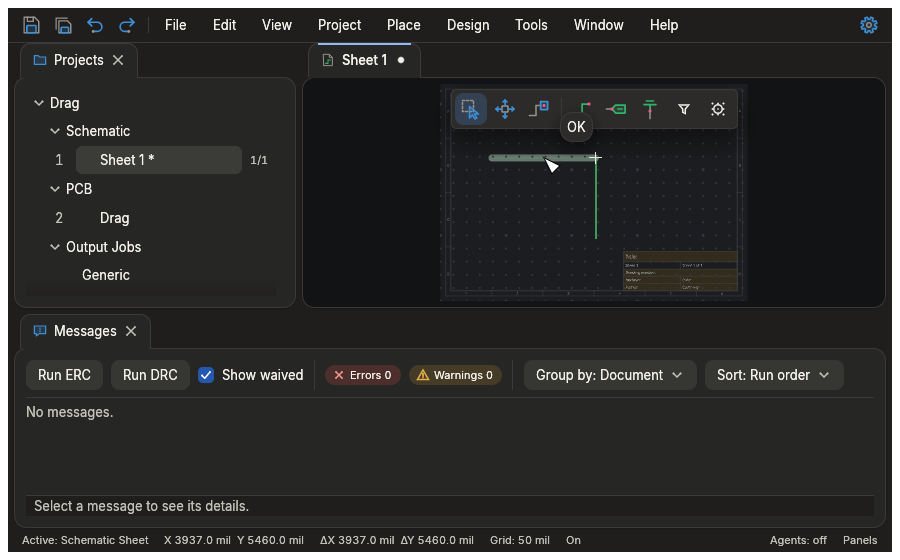 File Edit View Project Place Design Tools Window Help
Projects
Sheet 1
Drag
Schematic
1 Sheet 1 * 1/1
PCB
2 Drag
Output Jobs
Generic
OK
Messages
Run ERC Run DRC Show waived Errors 0 Warnings 0 Group by: Document Sort: Run order
No messages.
Select a message to see its details.
Active: Schematic Sheet X 3937.0 mil Y 5460.0 mil ΔX 3937.0 mil ΔY 5460.0 mil Grid: 50 mil On Agents: off Panels